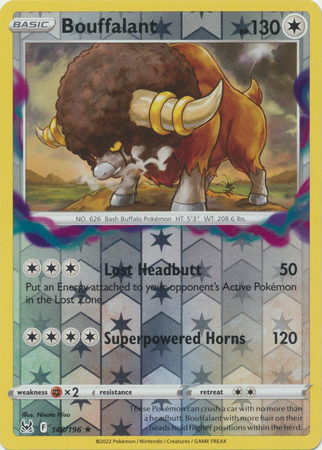 BASIC
Bouffalant HP 130
NO. 626 Bash Buffalo Pokémon HT: 5'3" WT: 208.6 lbs.
Lost Headbutt 50
Put an Energy attached to your opponent's Active Pokémon
in the Lost Zone.
Superpowered Horns 120
weakness ×2 resistance retreat
Illus. Nisota Niso
F 148/196 ★
These Pokémon can crush a car with no more than
a headbutt. Bouffalant with more hair on their
heads hold higher positions within the herd.
©2022 Pokémon / Nintendo / Creatures / GAME FREAK